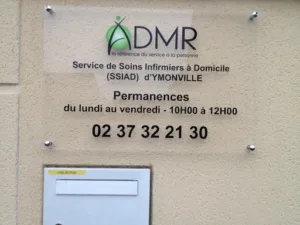 ADMR
la référence du service à la personne
Service de Soins Infirmiers à Domicile
(SSIAD) d'YMONVILLE
Permanences
du lundi au vendredi - 10H00 à 12H00
02 37 32 21 30